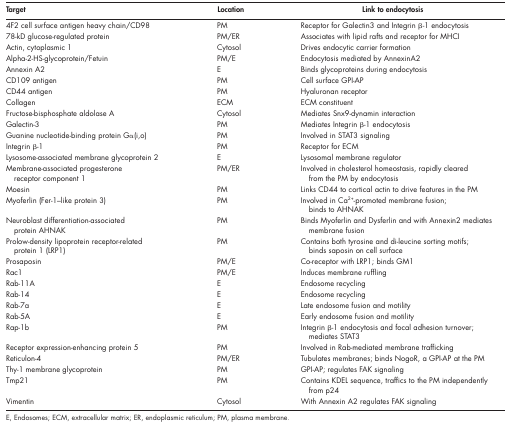 Target Location Link to endocytosis
4F2 cell surface antigen heavy chain/CD98 PM Receptor for Galectin3 and Integrin β-1 endocytosis
78-kD glucose-regulated protein PM/ER Associates with lipid rafts and receptor for MHCI
Actin, cytoplasmic 1 Cytosol Drives endocytic carrier formation
Alpha-2-HS-glycoprotein/Fetuin PM/E Endocytosis mediated by AnnexinA2
Annexin A2 E Binds glycoproteins during endocytosis
CD109 antigen PM Cell surface GPI-AP
CD44 antigen PM Hyaluronan receptor
Collagen ECM ECM constituent
Fructose-bisphosphate aldolase A Cytosol Mediates Snx9-dynamin interaction
Galectin-3 PM Mediates Integrin β-1 endocytosis
Guanine nucleotide-binding protein Gα(i,o) PM Involved in STAT3 signaling
Integrin β-1 PM Receptor for ECM
Lysosome-associated membrane glycoprotein 2 E Lysosomal membrane regulator
Membrane-associated progesterone PM/ER Involved in cholesterol homeostasis, rapidly cleared
receptor component 1 from the PM by endocytosis
Moesin PM Links CD44 to cortical actin to drive features in the PM
Myoferlin (Fer-1–like protein 3) PM Involved in Ca²⁺-promoted membrane fusion;
binds to AHNAK
Neuroblast differentiation-associated PM Binds Myoferlin and Dysferlin and with Annexin2 mediates
protein AHNAK membrane fusion
Prolow-density lipoprotein receptor-related PM Contains both tyrosine and di-leucine sorting motifs;
protein 1 (LRP1) binds saposin on cell surface
Prosaposin PM/E Co-receptor with LRP1; binds GM1
Rac1 PM/E Induces membrane ruffling
Rab-11A E Endosome recycling
Rab-14 E Endosome recycling
Rab-7a E Late endosome fusion and motility
Rab-5A E Early endosome fusion and motility
Rap-1b PM Integrin β-1 endocytosis and focal adhesion turnover;
mediates STAT3
Receptor expression-enhancing protein 5 PM Involved in Rab-mediated membrane trafficking
Reticulon-4 PM/ER Tubulates membranes; binds NogoR, a GPI-AP at the PM
Thy-1 membrane glycoprotein PM GPI-AP; regulates FAK signaling
Tmp21 PM Contains KDEL sequence, traffics to the PM independently
from p24
Vimentin Cytosol With Annexin A2 regulates FAK signaling
E, Endosomes, ECM, extracellular matrix; ER, endoplasmic reticulum; PM, plasma membrane.